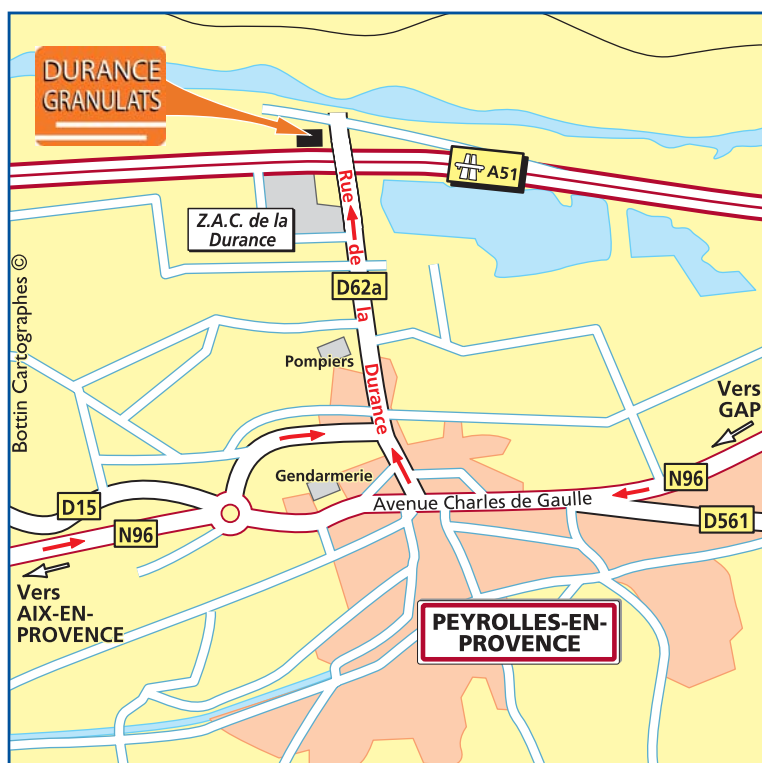 DURANCE
GRANULATS
A51
Z.A.C. de la
Durance
Rue de la Durance
D62a
Bottin Cartographes ©
Pompiers
Vers
GAP
Gendarmerie
N96
Avenue Charles de Gaulle
D15
N96
D561
Vers
AIX-EN-
PROVENCE
PEYROLLES-EN-
PROVENCE